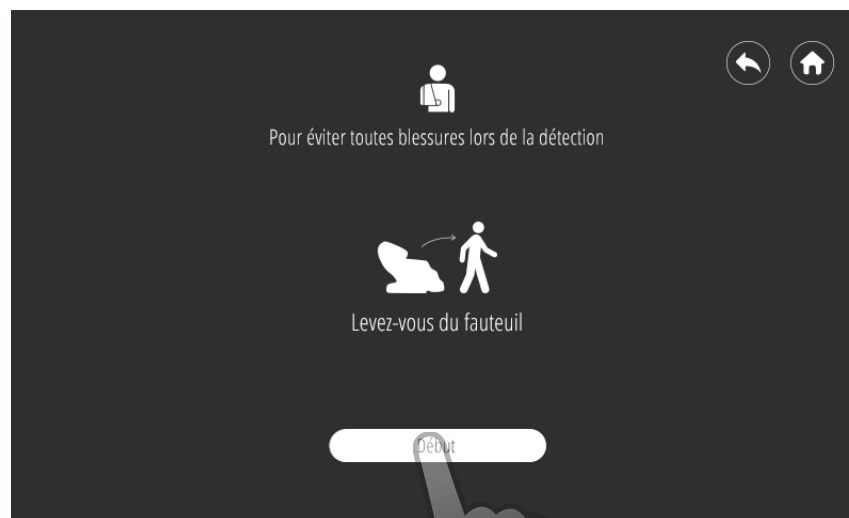 Pour éviter toutes blessures lors de la détection
Levez-vous du fauteuil
Début